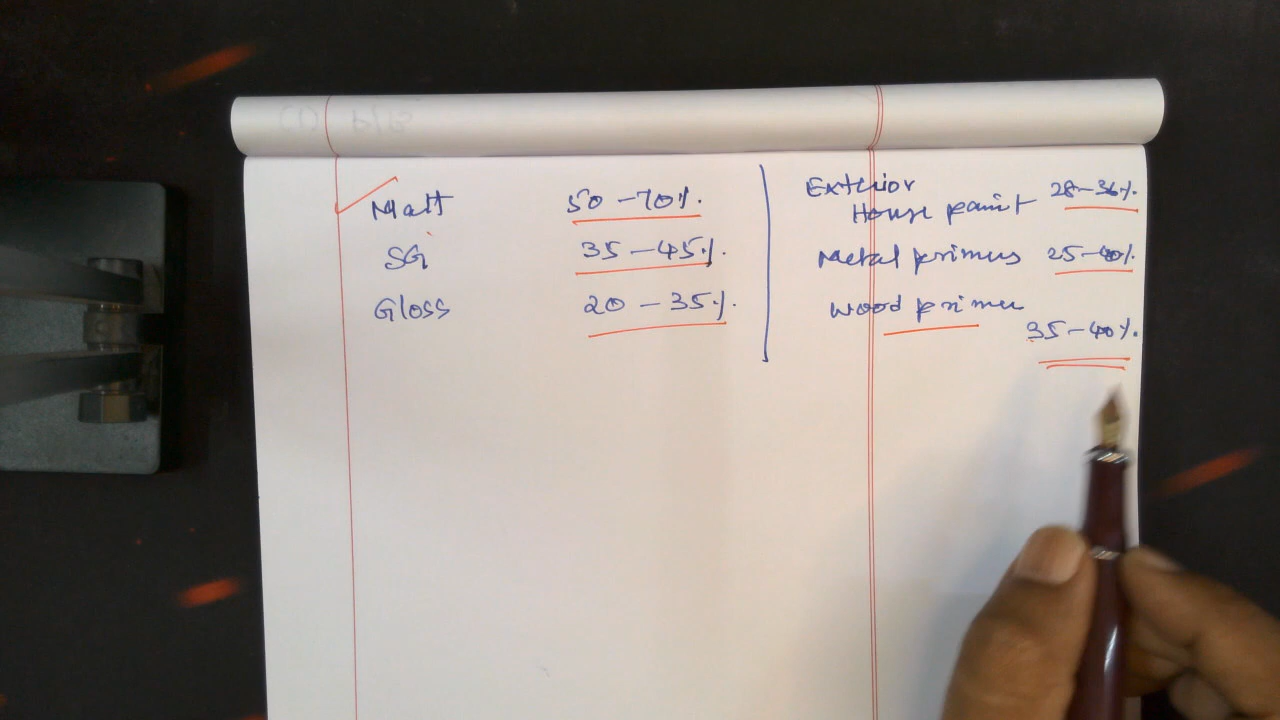 Matt 50 - 70%.
SG 35 - 45%.
Gloss 20 - 35%.
Exterior
House paint 28-36%.
Metal primus 25-40%.
Wood primer
35-40%.